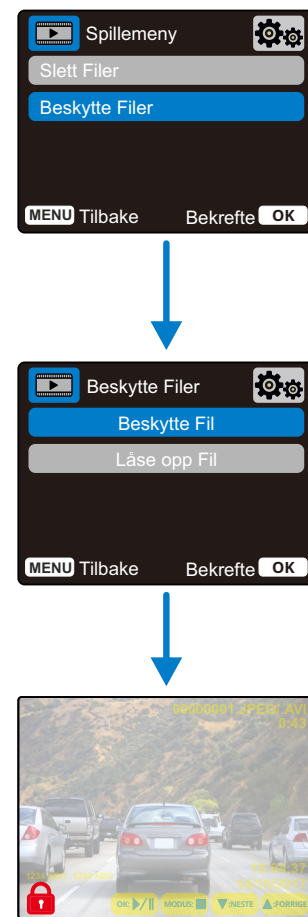 Spillemeny
Slett Filer
Beskytte Filer
MENU Tilbake Bekrefte OK
Beskytte Filer
Beskytte Fil
Låse opp Fil
MENU Tilbake Bekrefte OK
00000001.JPEG/.AVI
0:43
OK: MODUS: :NESTE :FORRIGE